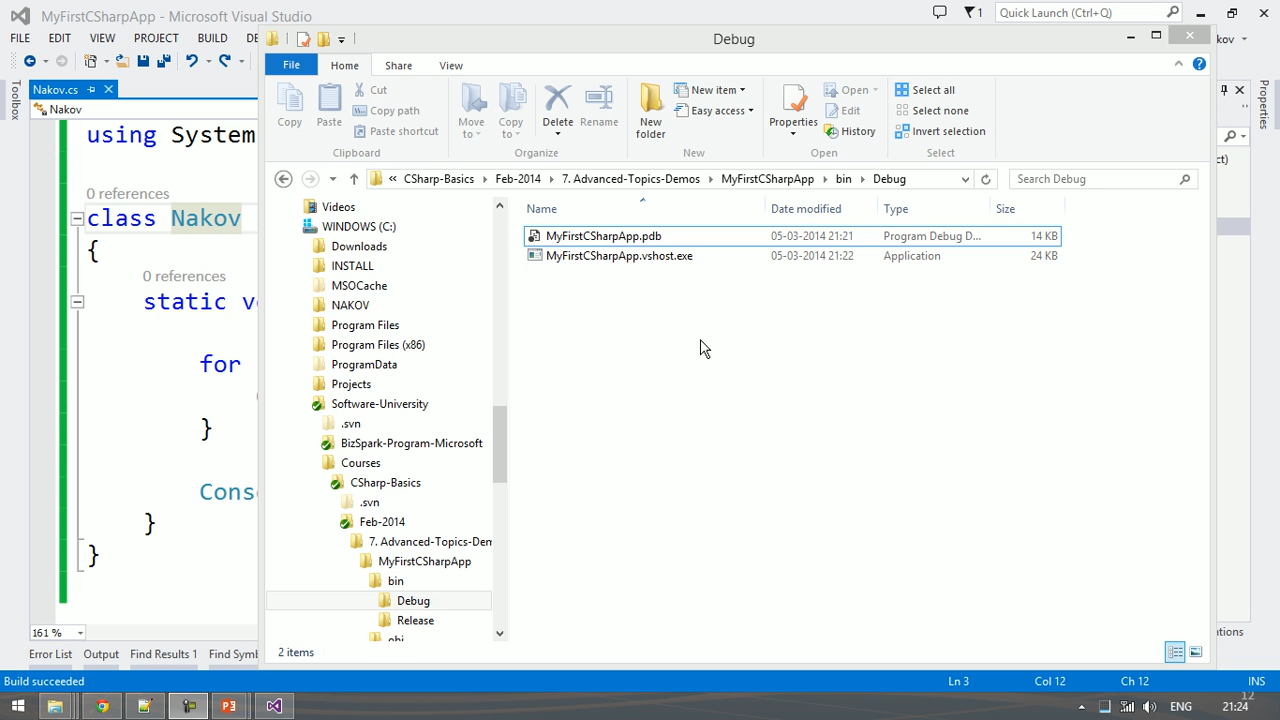 MyFirstCSharpApp - Microsoft Visual Studio
Quick Launch (Ctrl+Q)
1
FILE EDIT VIEW PROJECT BUILD
Debug
File Home Share View
Nakov.cs
Nakov
Toolbox
Properties
Copy
Paste
Cut
Copy path
Paste shortcut
Clipboard
Move to
Copy to
Delete
Rename
Organize
New folder
New item
Easy access
New
Properties
Open
Edit
History
Open
Select all
Select none
Invert selection
Select
« CSharp-Basics Feb-2014 7. Advanced-Topics-Demos MyFirstCSharpApp bin Debug
Search Debug
using System
0 references
class Nakov
{
0 references
static v
for
}
Cons
}
}
161 %
Videos
WINDOWS (C:)
Downloads
INSTALL
MSOCache
NAKOV
Program Files
Program Files (x86)
ProgramData
Projects
Software-University
.svn
BizSpark-Program-Microsoft
Courses
CSharp-Basics
.svn
Feb-2014
7. Advanced-Topics-Dem
MyFirstCSharpApp
bin
Debug
Release
obj
Name Date modified Type Size
MyFirstCSharpApp.pdb 05-03-2014 21:21 Program Debug D... 14 KB
MyFirstCSharpApp.vshost.exe 05-03-2014 21:22 Application 24 KB
2 items
Error List Output Find Results 1 Find Symb
Build succeeded
Ln 3 Col 12 Ch 12 INS
ENG
12
21:24